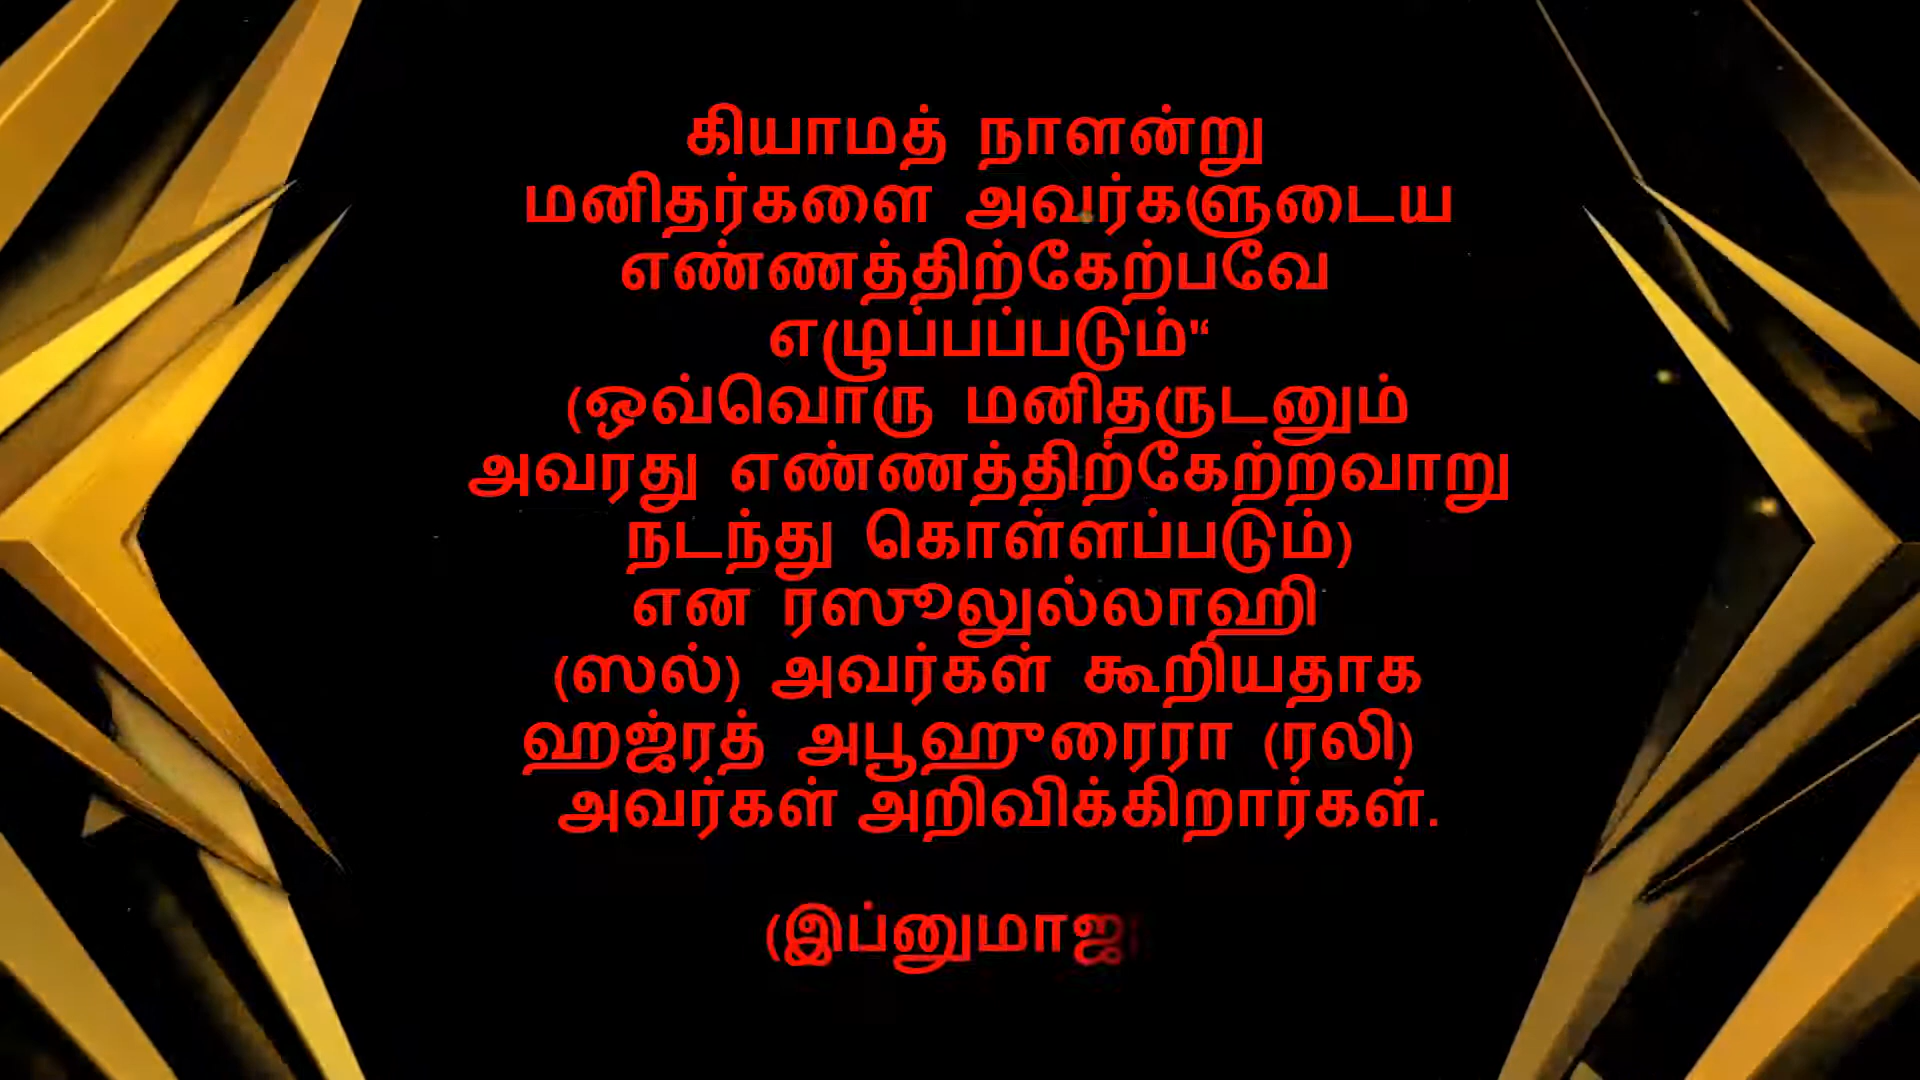 கியாமத் நாளன்று
மனிதர்களை அவர்களுடைய
எண்ணத்திற்கேற்பவே
எழுப்பப்படும்"
(ஒவ்வொரு மனிதருடனும்
அவரது எண்ணத்திற்கேற்றவாறு
நடந்து கொள்ளப்படும்)
என ரஸூலுல்லாஹி
(ஸல்) அவர்கள் கூறியதாக
ஹஜ்ரத் அபூஹுரைரா (ரலி)
அவர்கள் அறிவிக்கிறார்கள்.
(இப்னுமாஜ